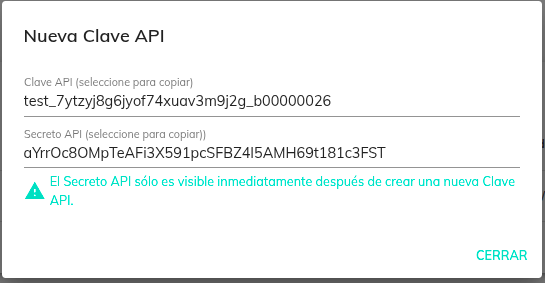 Nueva Clave API
Clave API (seleccione para copiar)
test_7ytzyj8g6jyof74xuav3m9j2g_b00000026
Secreto API (seleccione para copiar))
aYrrOc8OMpTeAFi3X591pcSFBZ4l5AMH69t181c3FST
El Secreto API sólo es visible inmediatamente después de crear una nueva Clave
API.
CERRAR